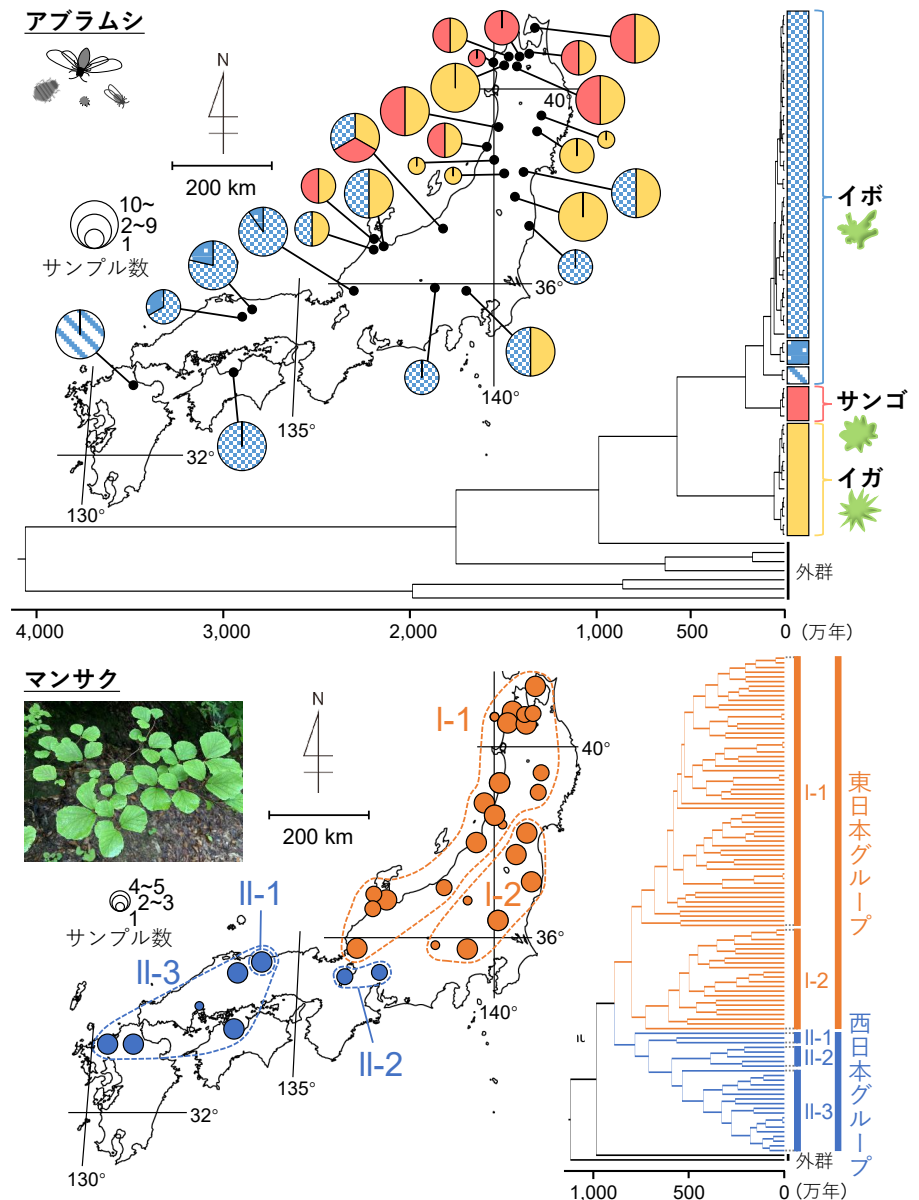 アブラムシ
N
200 km
10~
2~9
1
サンプル数
40°
36°
140°
135°
32°
130°
イボ
サンゴ
イガ
外群
4,000
3,000
2,000
1,000
500
0
(万年)
マンサク
N
200 km
4~5
2~3
1
サンプル数
I-1
I-2
II-1
II-2
II-3
40°
36°
140°
135°
32°
130°
I-1
I-2
II-1
II-2
II-3
東日本グループ
西日本グループ
外群
1,000
500
0
(万年)